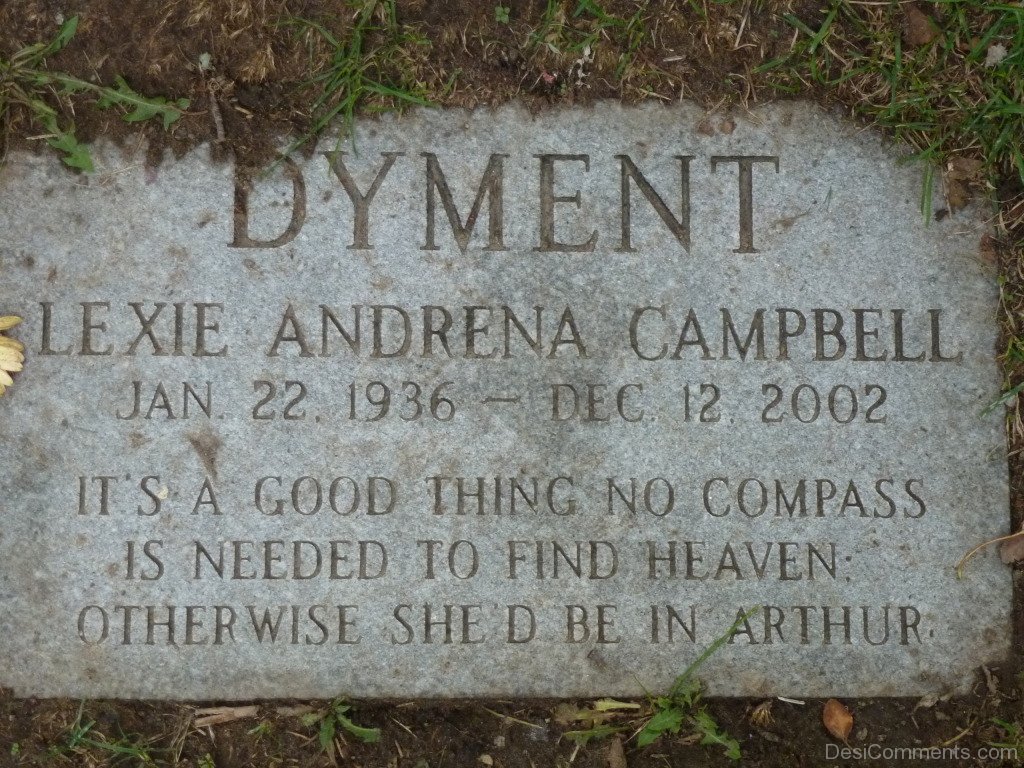 DYMENT
LEXIE ANDRENA CAMPBELL
JAN. 22, 1936 — DEC. 12, 2002
IT'S A GOOD THING NO COMPASS
IS NEEDED TO FIND HEAVEN;
OTHERWISE SHE'D BE IN ARTHUR.
DesiComments.com